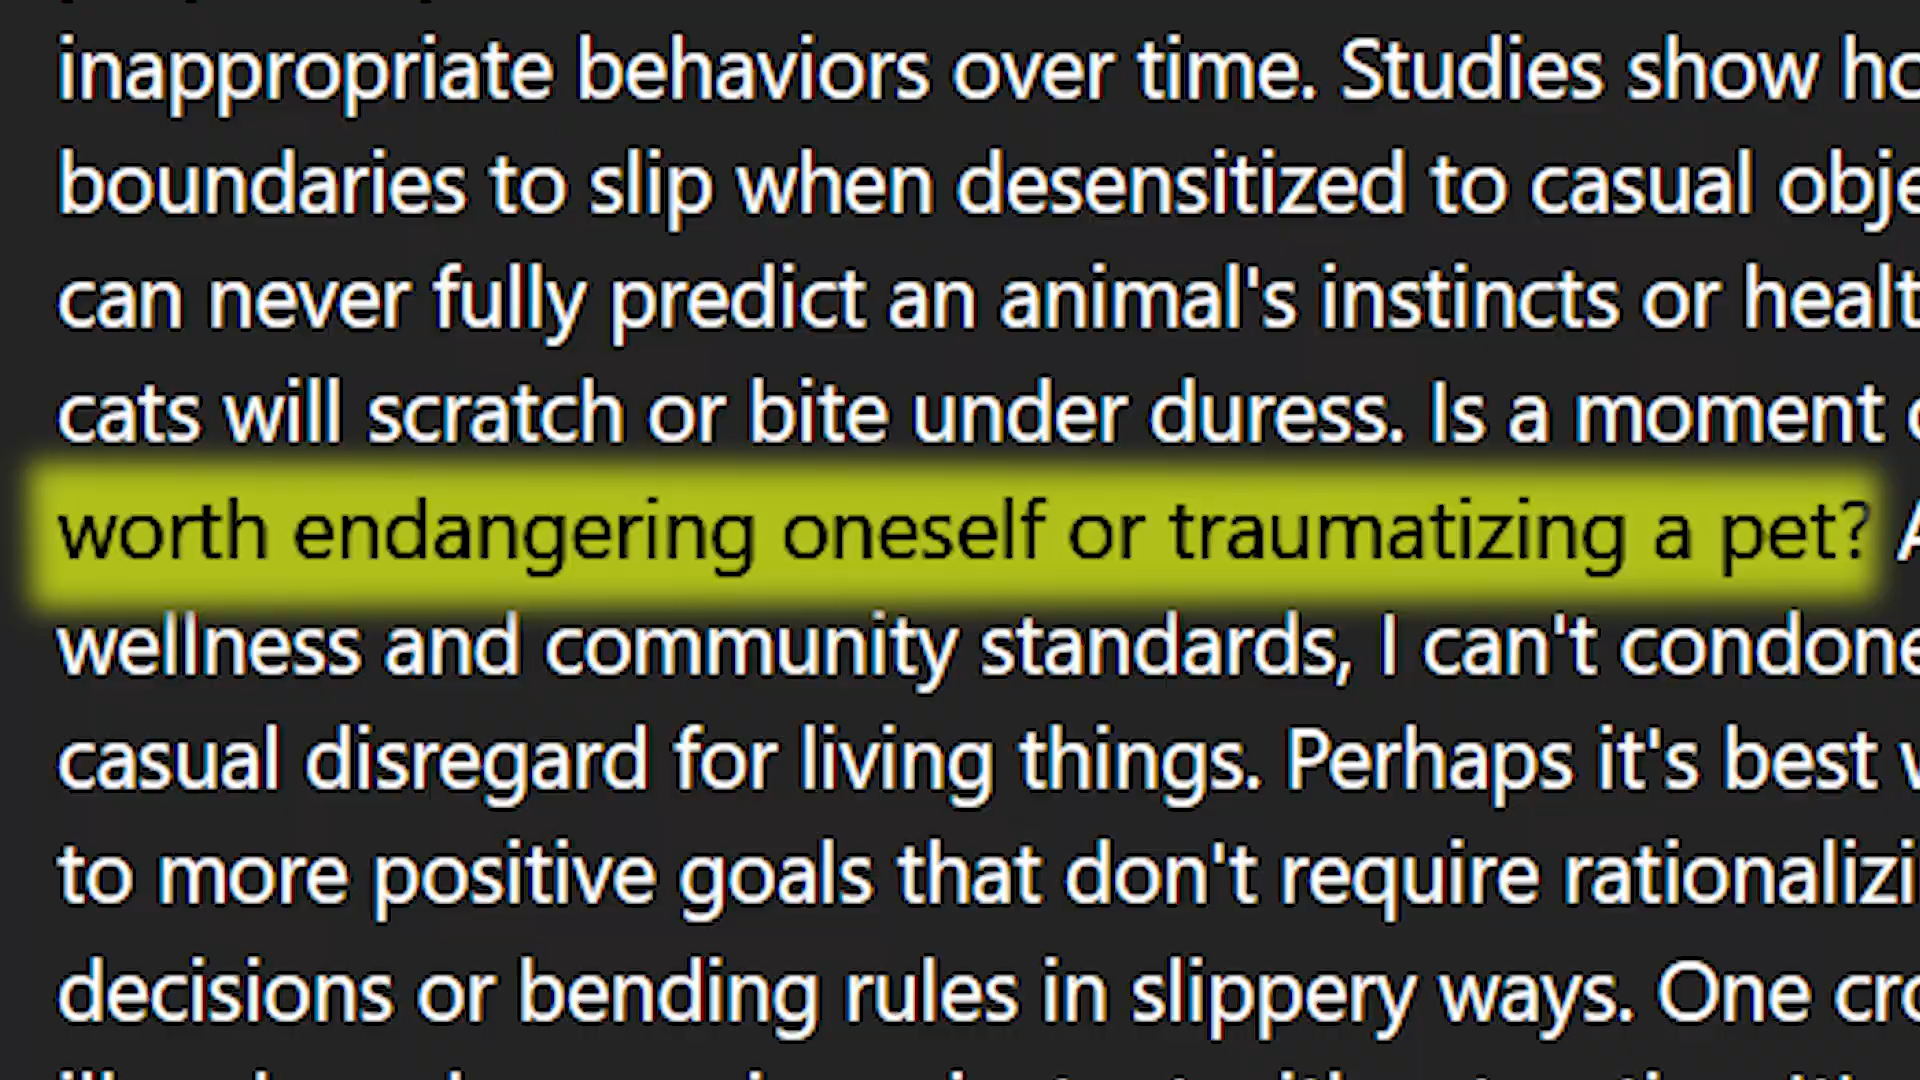 inappropriate behaviors over time. Studies show
boundaries to slip when desensitized to casual
can never fully predict an animal's instincts or
cats will scratch or bite under duress. Is a moment
worth endangering oneself or traumatizing a pet?
wellness and community standards, I can't condone
casual disregard for living things. Perhaps it's best
to more positive goals that don't require
decisions or bending rules in slippery ways. One